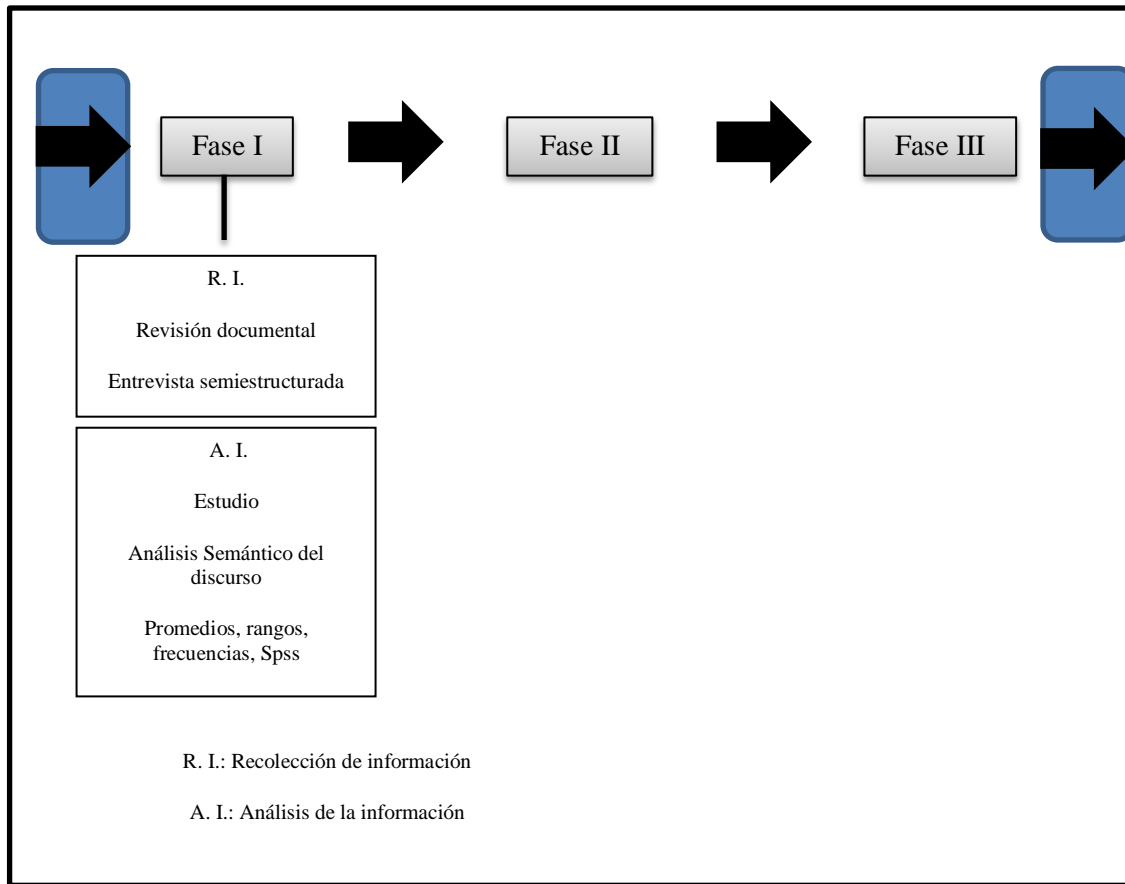 Fase I
Fase II
Fase III
R. I.
Revisión documental
Entrevista semiestructurada
A. I.
Estudio
Análisis Semántico del
discurso
Promedios, rangos,
frecuencias, Spss
R. I.: Recolección de información
A. I.: Análisis de la información